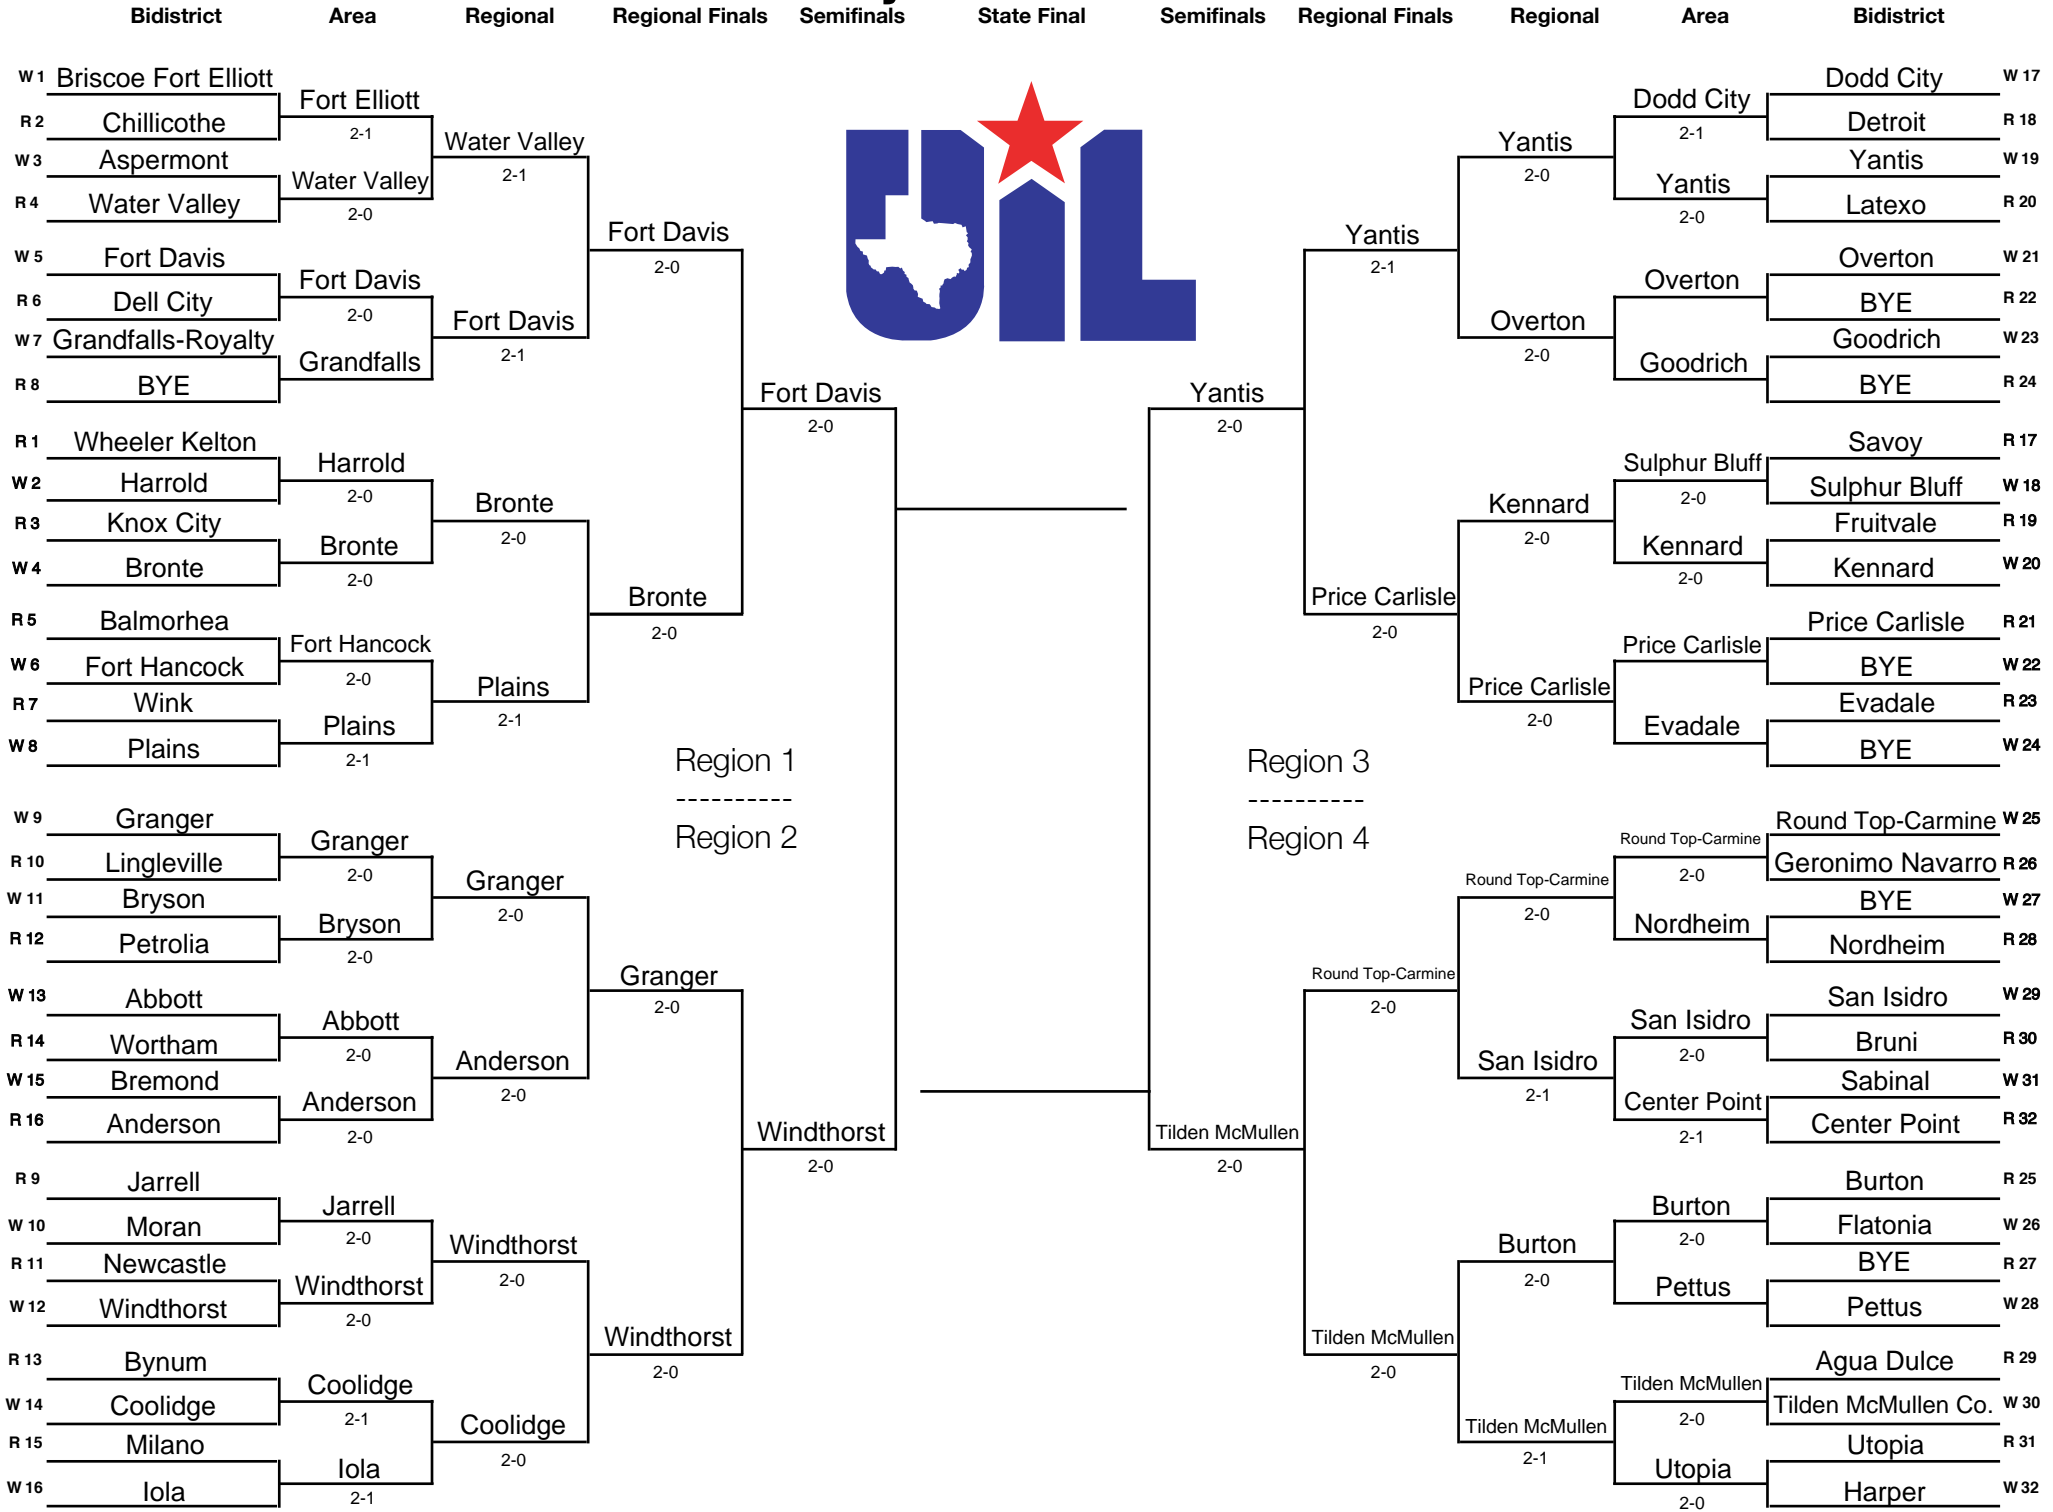 Bidistrict Area Regional Regional Finals Semifinals State Final Semifinals Regional Finals Regional Area Bidistrict
W 1 Briscoe Fort Elliott
R 2 Chillicothe
W 3 Aspermont
R 4 Water Valley
W 5 Fort Davis
R 6 Dell City
W 7 Grandfalls-Royalty
R 8 BYE
R 1 Wheeler Kelton
W 2 Harrold
R 3 Knox City
W 4 Bronte
R 5 Balmorhea
W 6 Fort Hancock
R 7 Wink
W 8 Plains
W 9 Granger
R 10 Lingleville
W 11 Bryson
R 12 Petrolia
W 13 Abbott
R 14 Wortham
W 15 Bremond
R 16 Anderson
R 9 Jarrell
W 10 Moran
R 11 Newcastle
W 12 Windthorst
R 13 Bynum
W 14 Coolidge
R 15 Milano
W 16 Iola
Fort Elliott
2-1
Water Valley
2-0
Fort Davis
2-0
Grandfalls
Harrold
2-0
Bronte
2-0
Fort Hancock
2-0
Plains
2-1
Granger
2-0
Bryson
2-0
Abbott
2-0
Anderson
2-0
Jarrell
2-0
Windthorst
2-0
Coolidge
2-1
Iola
2-1
Water Valley
2-1
Fort Davis
2-1
Bronte
2-0
Plains
2-1
Granger
2-0
Anderson
2-0
Windthorst
2-0
Coolidge
2-0
Fort Davis
2-0
Bronte
2-0
Region 1
----------
Region 2
Granger
2-0
Windthorst
2-0
Fort Davis
2-0
Windthorst
2-0
UIL
Yantis
2-0
Tilden McMullen
2-0
Yantis
2-1
Price Carlisle
2-0
Region 3
----------
Region 4
Round Top-Carmine
2-0
Tilden McMullen
2-0
Yantis
2-0
Overton
2-0
Kennard
2-0
Price Carlisle
2-0
Round Top-Carmine
2-0
San Isidro
2-1
Burton
2-0
Tilden McMullen
2-1
Dodd City
2-1
Yantis
2-0
Overton
Goodrich
Sulphur Bluff
2-0
Kennard
2-0
Price Carlisle
Evadale
Round Top-Carmine
2-0
Nordheim
San Isidro
2-0
Center Point
2-1
Burton
2-0
Pettus
Tilden McMullen
2-0
Utopia
2-0
Dodd City W 17
Detroit R 18
Yantis W 19
Latexo R 20
Overton W 21
BYE R 22
Goodrich W 23
BYE R 24
Savoy R 17
Sulphur Bluff W 18
Fruitvale R 19
Kennard W 20
Price Carlisle R 21
BYE W 22
Evadale R 23
BYE W 24
Round Top-Carmine W 25
Geronimo Navarro R 26
BYE W 27
Nordheim R 28
San Isidro W 29
Bruni R 30
Sabinal W 31
Center Point R 32
Burton R 25
Flatonia W 26
BYE R 27
Pettus W 28
Agua Dulce R 29
Tilden McMullen Co. W 30
Utopia R 31
Harper W 32